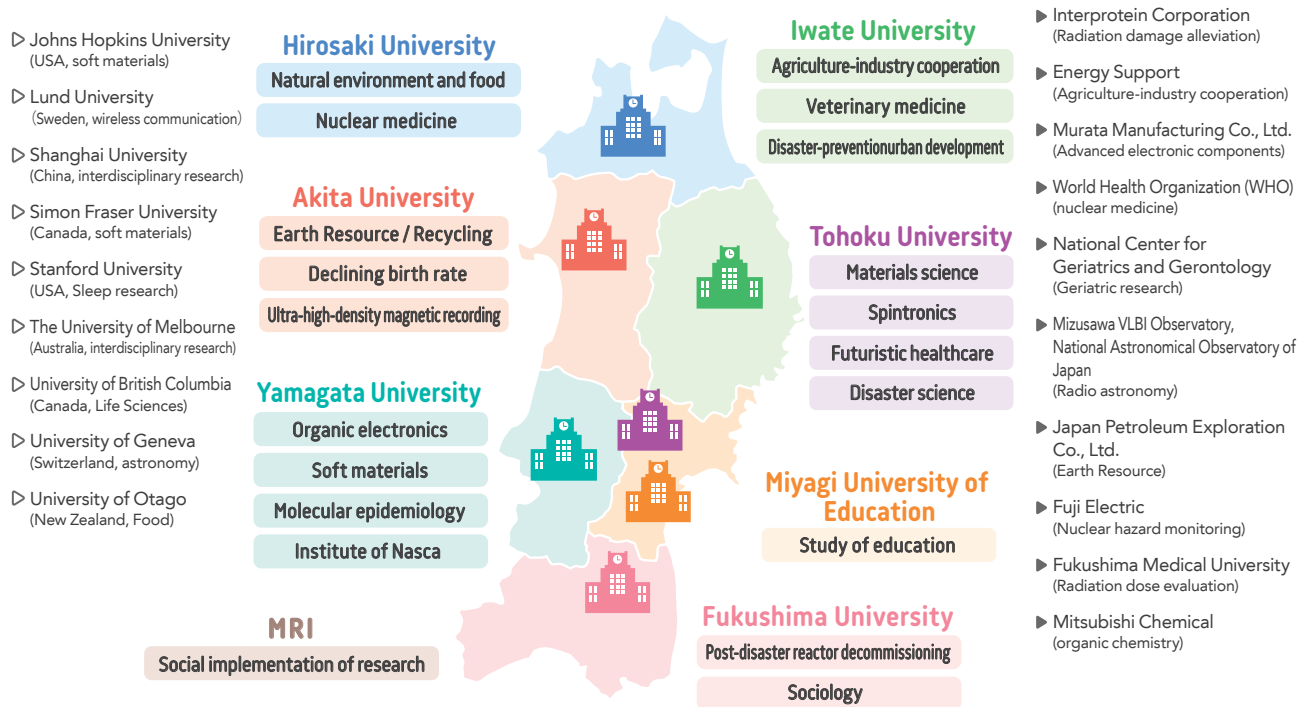 Johns Hopkins University
(USA, soft materials)
Lund University
(Sweden, wireless communication)
Shanghai University
(China, interdisciplinary research)
Simon Fraser University
(Canada, soft materials)
Stanford University
(USA, Sleep research)
The University of Melbourne
(Australia, interdisciplinary research)
University of British Columbia
(Canada, Life Sciences)
University of Geneva
(Switzerland, astronomy)
University of Otago
(New Zealand, Food)
Hirosaki University
Natural environment and food
Nuclear medicine
Akita University
Earth Resource / Recycling
Declining birth rate
Ultra-high-density magnetic recording
Yamagata University
Organic electronics
Soft materials
Molecular epidemiology
Institute of Nasca
MRI
Social implementation of research
Iwate University
Agriculture-industry cooperation
Veterinary medicine
Disaster-preventionurban development
Tohoku University
Materials science
Spintronics
Futuristic healthcare
Disaster science
Miyagi University of
Education
Study of education
Fukushima University
Post-disaster reactor decommissioning
Sociology
Interprotein Corporation
(Radiation damage alleviation)
Energy Support
(Agriculture-industry cooperation)
Murata Manufacturing Co., Ltd.
(Advanced electronic components)
World Health Organization (WHO)
(nuclear medicine)
National Center for
Geriatrics and Gerontology
(Geriatric research)
Mizusawa VLBI Observatory,
National Astronomical Observatory of
Japan
(Radio astronomy)
Japan Petroleum Exploration
Co., Ltd.
(Earth Resource)
Fuji Electric
(Nuclear hazard monitoring)
Fukushima Medical University
(Radiation dose evaluation)
Mitsubishi Chemical
(organic chemistry)